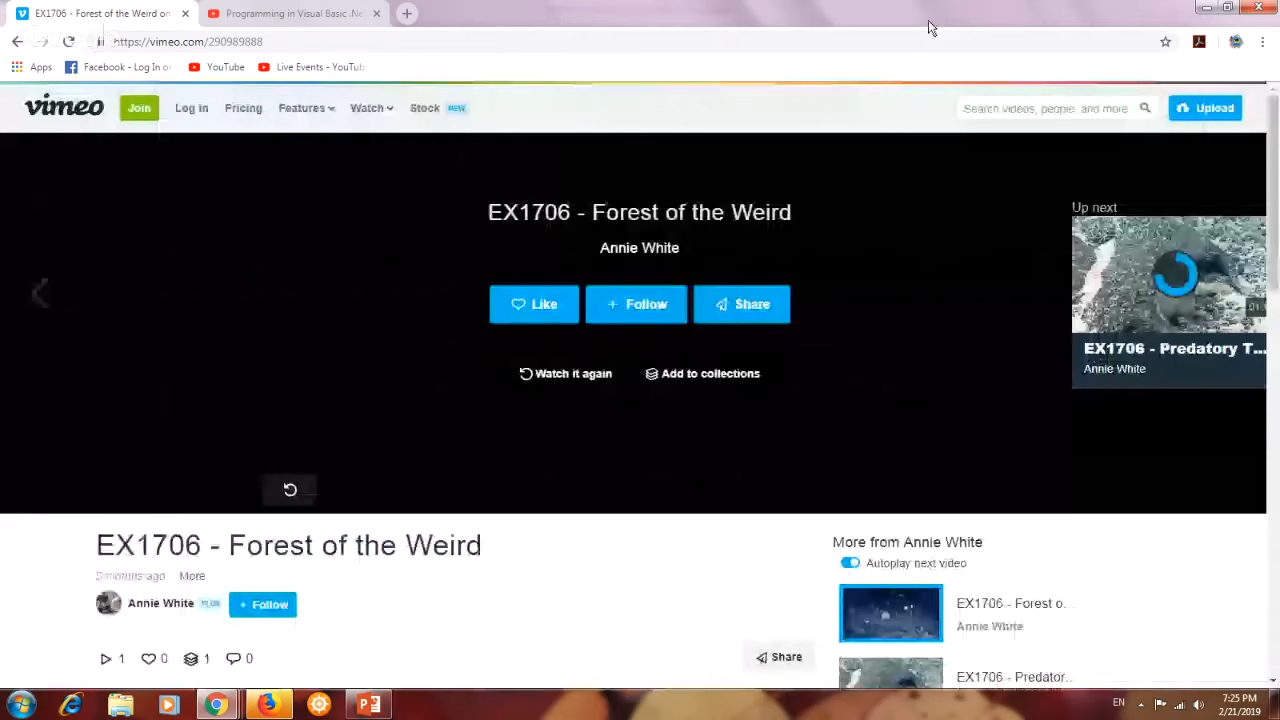 EX1706 - Forest of the Weird on
Programming in Visual Basic .Ne
https://vimeo.com/290989888
Apps
Facebook - Log In or
YouTube
Live Events - YouTub
vimeo
Join
Log in
Pricing
Features
Watch
Stock
NEW
Search videos, people, and more
Upload
EX1706 - Forest of the Weird
Annie White
Like
+ Follow
Share
Watch it again
Add to collections
Up next
EX1706 - Predatory T...
Annie White
EX1706 - Forest of the Weird
More
Annie White
PLUS
+ Follow
1
0
1
0
Share
More from Annie White
Autoplay next video
EX1706 - Forest o...
Annie White
EX1706 - Predator...
EN
7:25 PM
2/21/2019